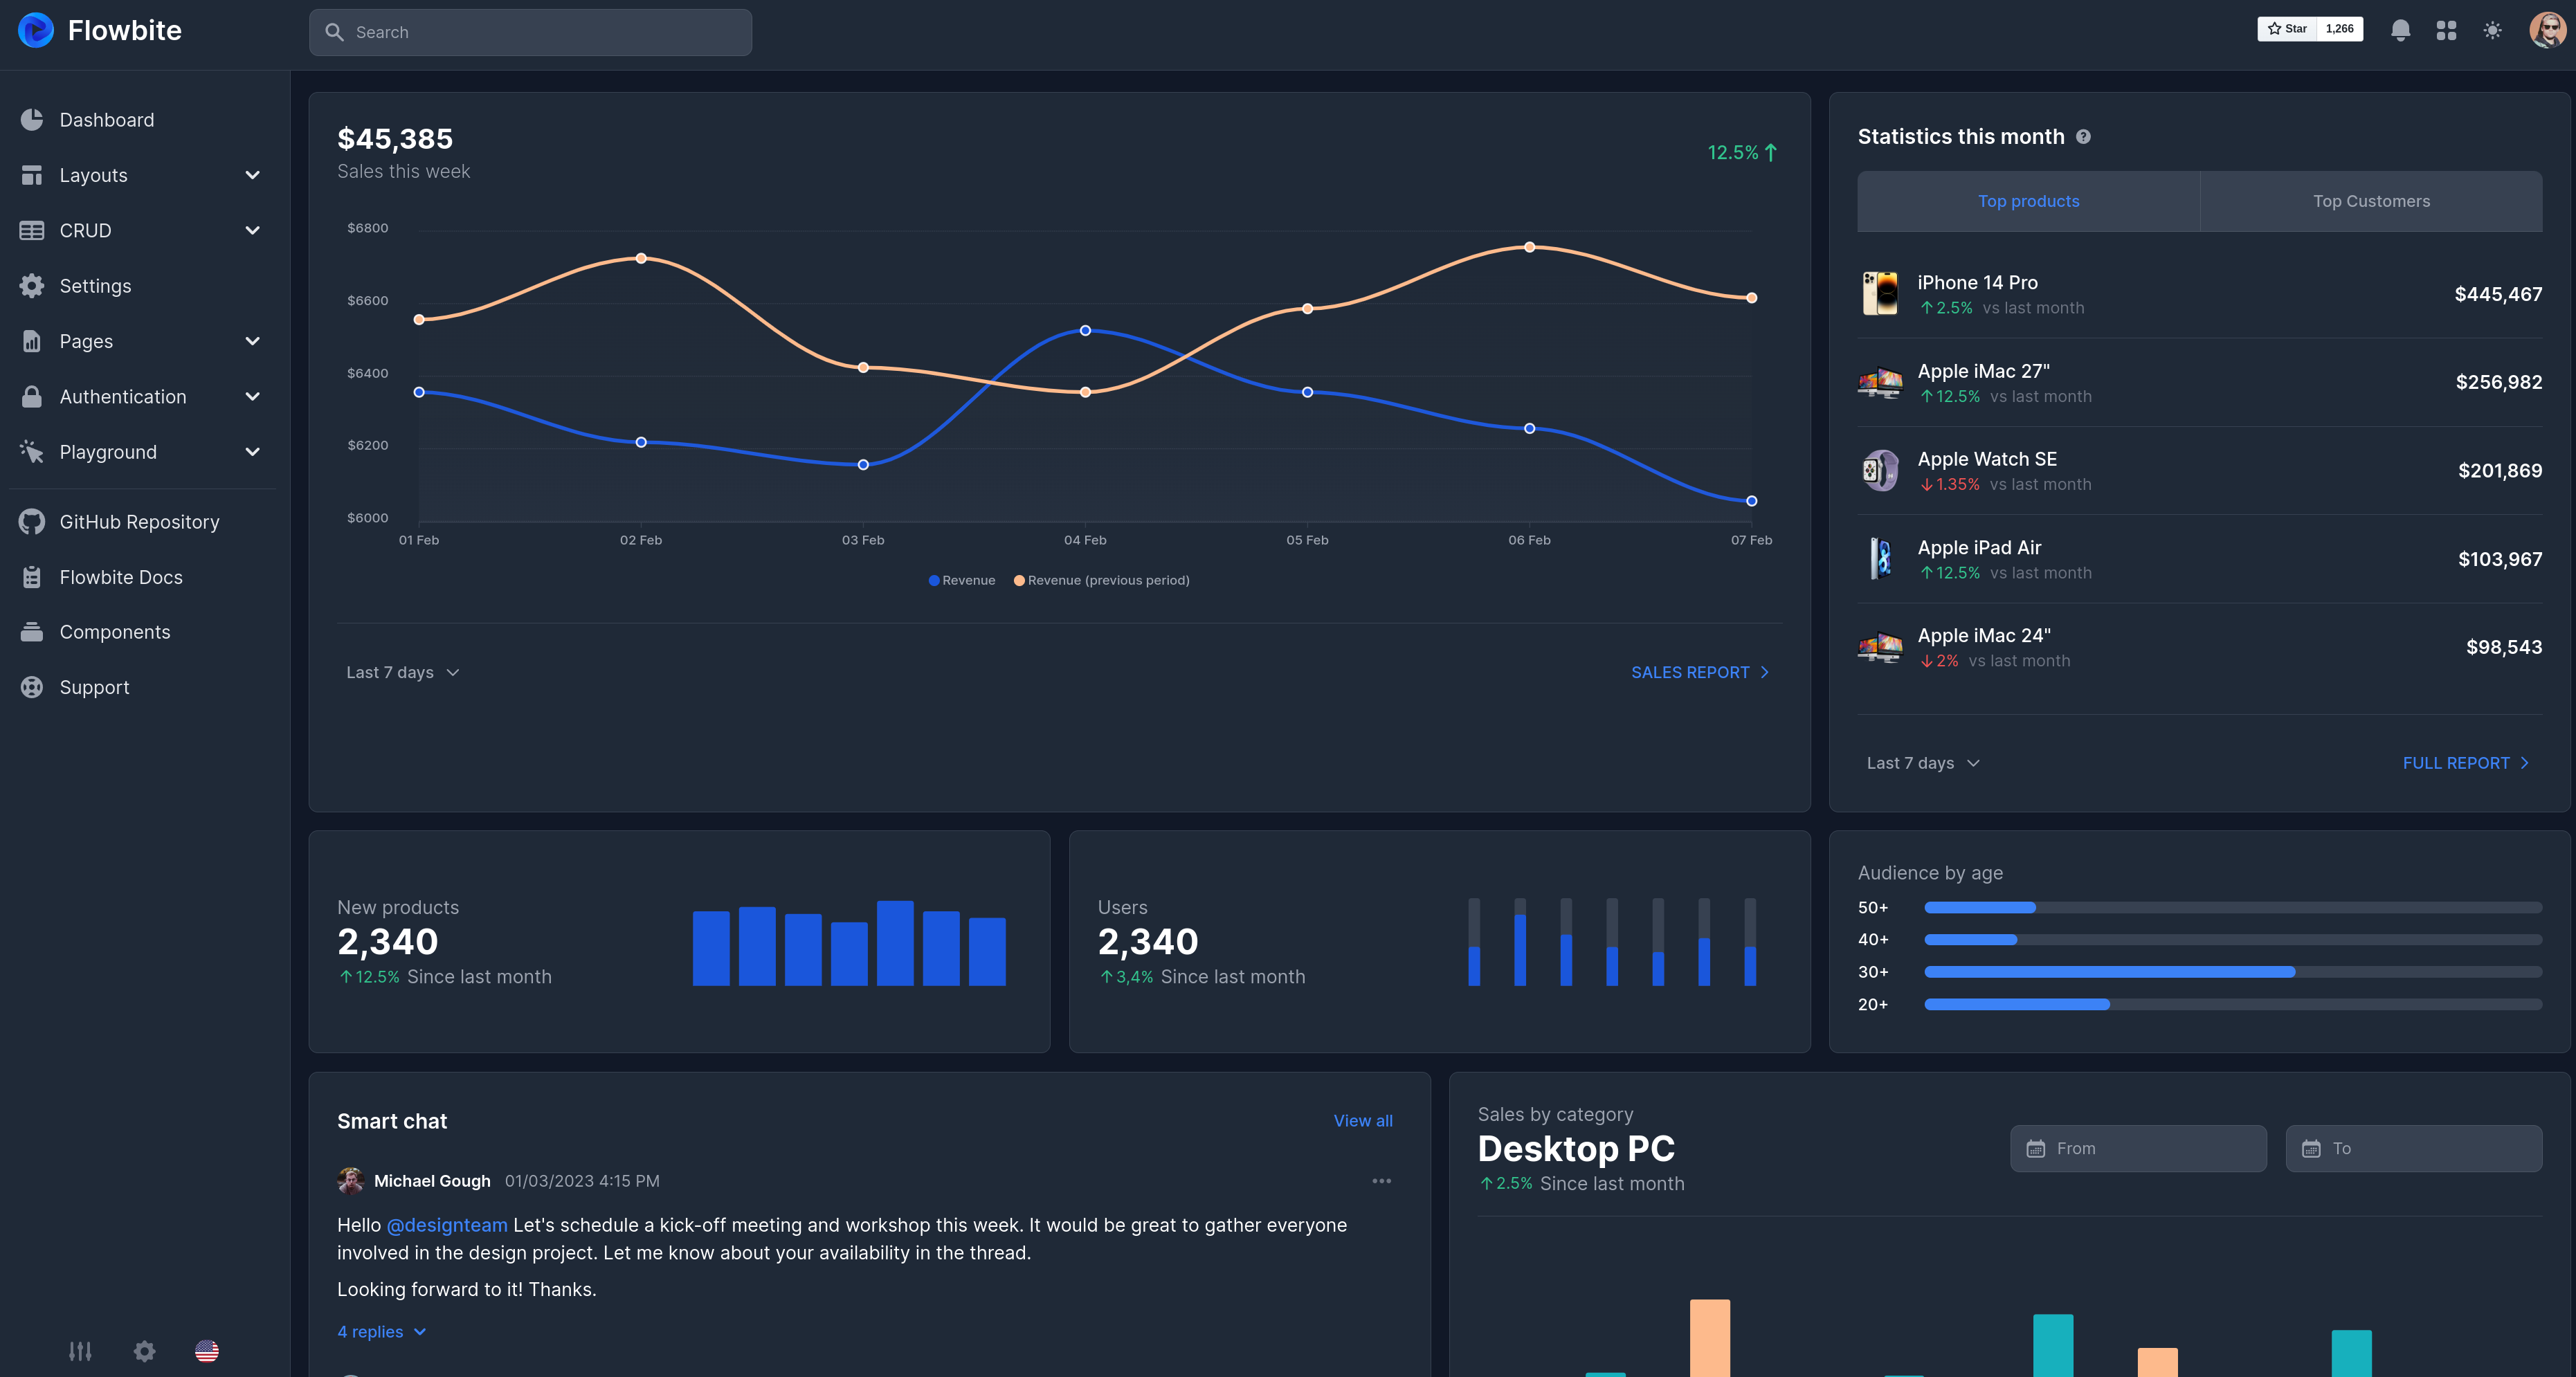 Flowbite
Search
Star 1,266
Dashboard
Layouts
CRUD
Settings
Pages
Authentication
Playground
GitHub Repository
Flowbite Docs
Components
Support
$45,385
Sales this week
12.5%
$6800
$6600
$6400
$6200
$6000
01 Feb 02 Feb 03 Feb 04 Feb 05 Feb 06 Feb 07 Feb
Revenue Revenue (previous period)
Last 7 days
SALES REPORT
Statistics this month ?
Top products Top Customers
iPhone 14 Pro
2.5% vs last month
$445,467
Apple iMac 27"
12.5% vs last month
$256,982
Apple Watch SE
1.35% vs last month
$201,869
Apple iPad Air
12.5% vs last month
$103,967
Apple iMac 24"
2% vs last month
$98,543
Last 7 days
FULL REPORT
New products
2,340
12.5% Since last month
Users
2,340
3,4% Since last month
Audience by age
50+
40+
30+
20+
Smart chat
View all
Michael Gough 01/03/2023 4:15 PM
Hello @designteam Let's schedule a kick-off meeting and workshop this week. It would be great to gather everyone
involved in the design project. Let me know about your availability in the thread.
Looking forward to it! Thanks.
4 replies
Sales by category
Desktop PC
2.5% Since last month
From
To